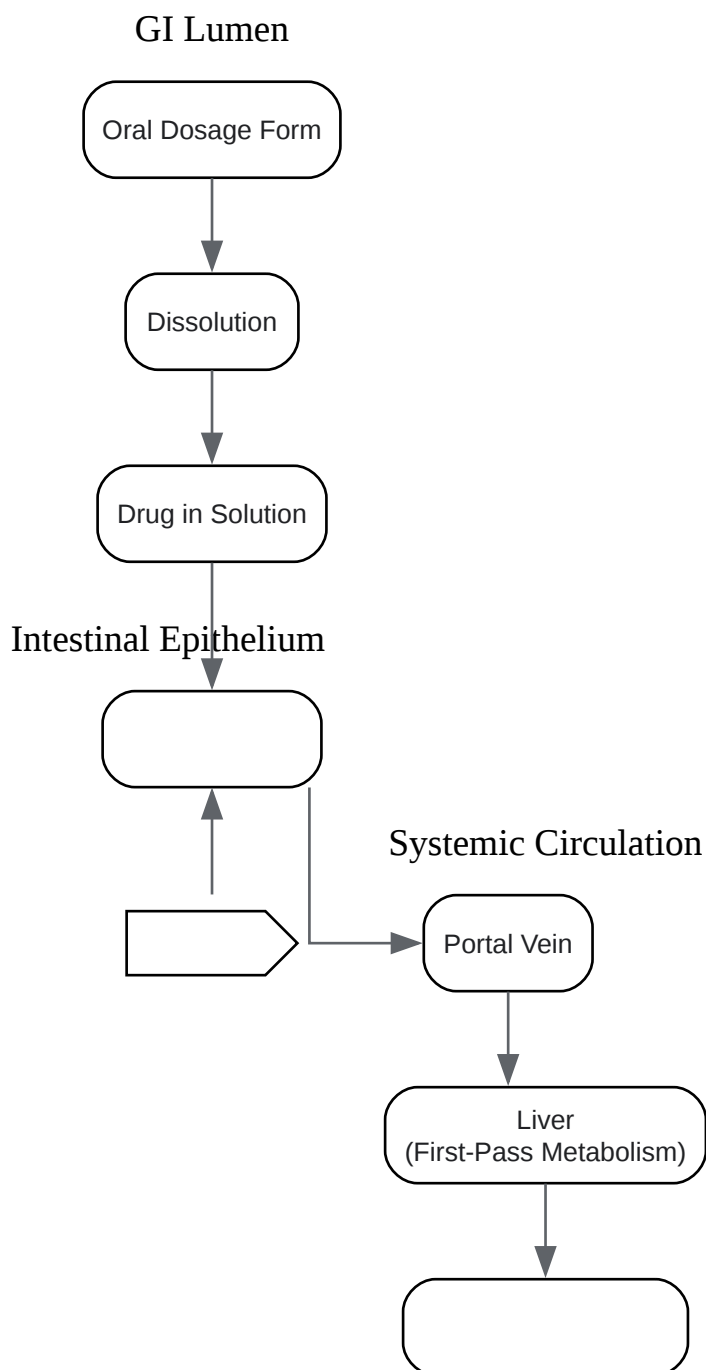 GI Lumen
Oral Dosage Form
Dissolution
Drug in Solution
Intestinal Epithelium
Systemic Circulation
Portal Vein
Liver
(First-Pass Metabolism)